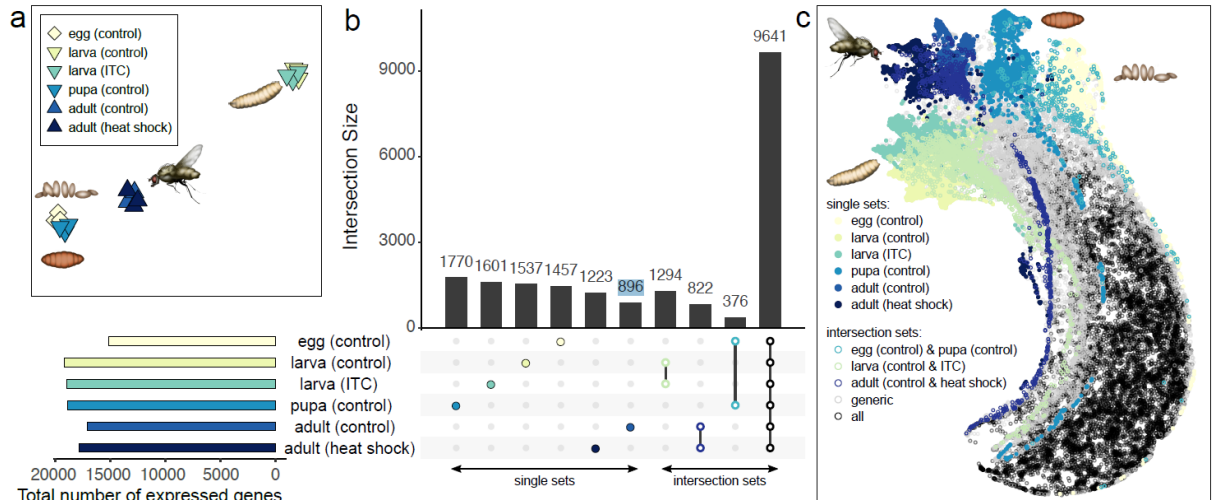 a
egg (control)
larva (control)
larva (ITC)
pupa (control)
adult (control)
adult (heat shock)
egg (control)
larva (control)
larva (ITC)
pupa (control)
adult (control)
adult (heat shock)
20000 15000 10000 5000 0
Total number of expressed genes
b
Intersection Size
9000
6000
3000
0
1770 1601 1537 1457 1223 896 1294 822 376 9641
single sets intersection sets
c
single sets:
egg (control)
larva (control)
larva (ITC)
pupa (control)
adult (control)
adult (heat shock)
intersection sets:
egg (control) & pupa (control)
larva (control & ITC)
adult (control & heat shock)
generic
all